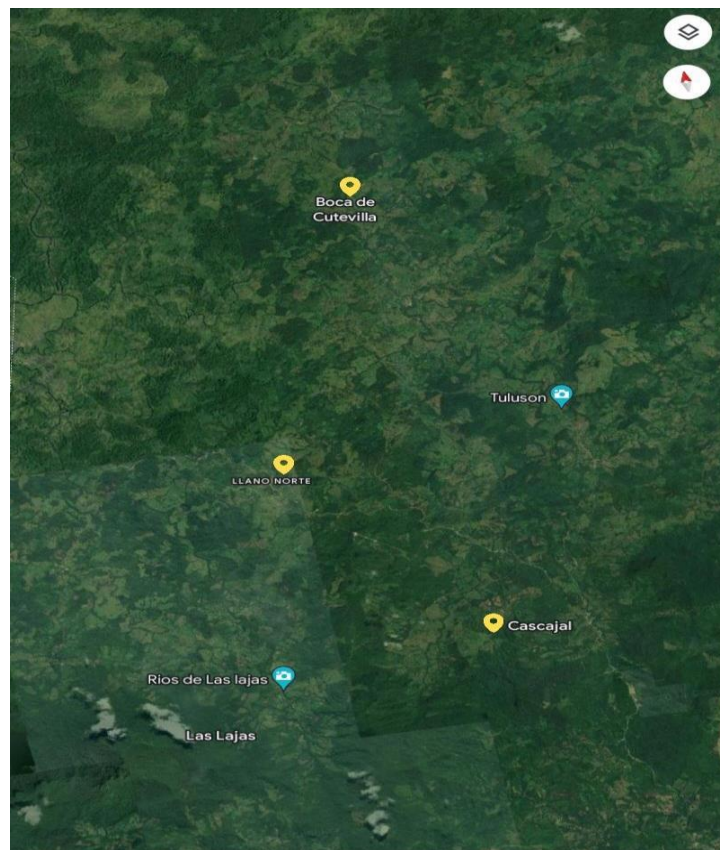 Boca de
Cutevilla
Tuluson
LLANO NORTE
Cascajal
Rios de Las lajas
Las Lajas